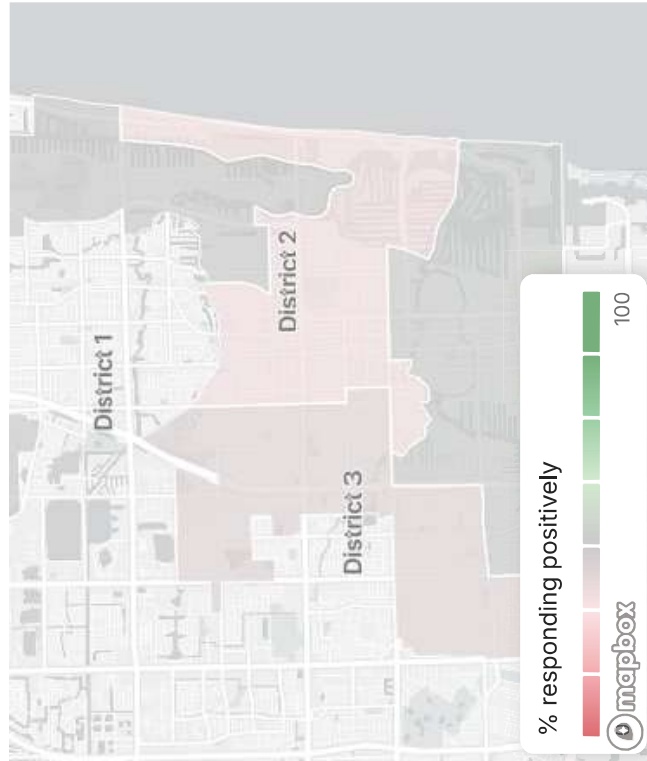 District 1
District 2
District 3
% responding positively
100
mapbox